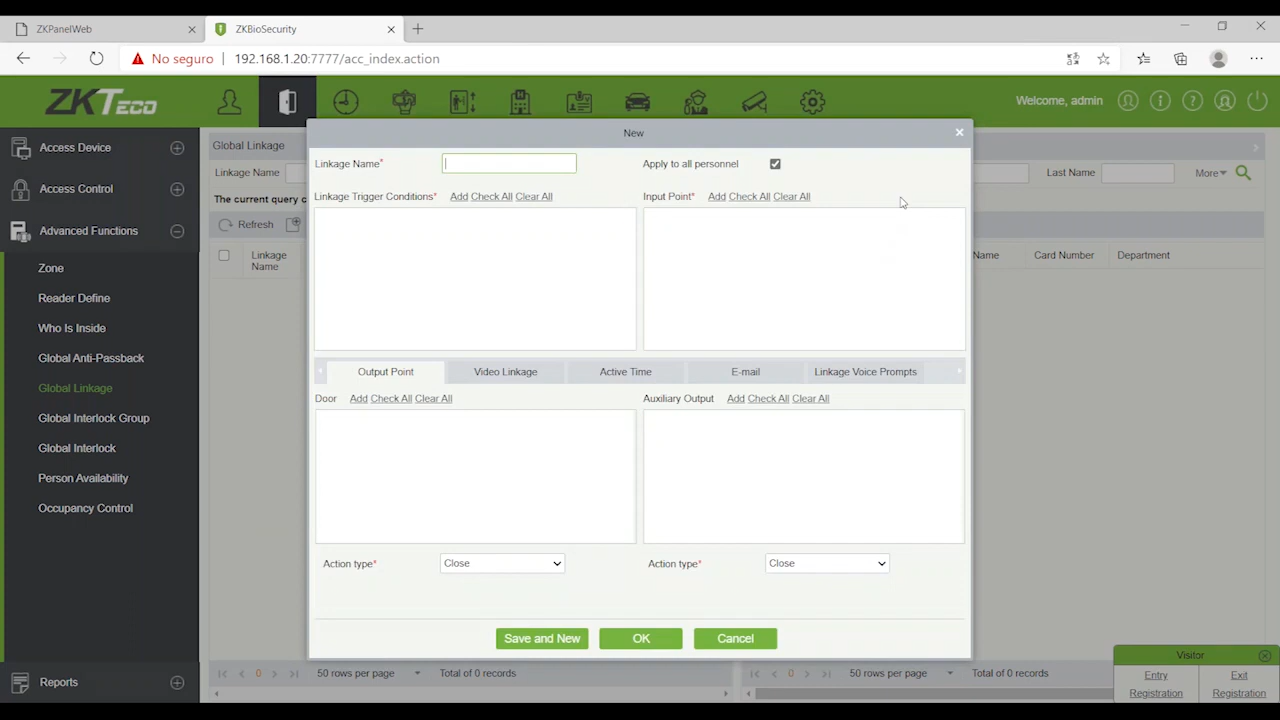 ZKPanelWeb
ZKBioSecurity
No seguro
192.168.1.20:7777/acc_index.action
ZKTECO
Welcome, admin
Access Device
Access Control
Advanced Functions
Zone
Reader Define
Who Is Inside
Global Anti-Passback
Global Linkage
Global Interlock Group
Global Interlock
Person Availability
Occupancy Control
Reports
Global Linkage
Linkage Name
Last Name
More
The current query c
Refresh
Linkage
Name
Name
Card Number
Department
New
Linkage Name*
Apply to all personnel
Linkage Trigger Conditions* Add Check All Clear All
Input Point* Add Check All Clear All
Output Point
Video Linkage
Active Time
E-mail
Linkage Voice Prompts
Door Add Check All Clear All
Auxiliary Output Add Check All Clear All
Action type* Close
Action type* Close
Save and New
OK
Cancel
0
50 rows per page
Total of 0 records
0
50 rows per page
Total of 0 records
Visitor
Entry
Registration
Exit
Registration